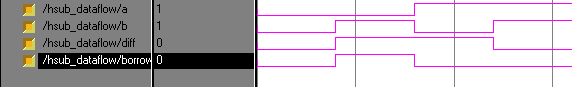 /hsub_dataflow/a 1
/hsub_dataflow/b 1
/hsub_dataflow/diff 0
/hsub_dataflow/borrow 0